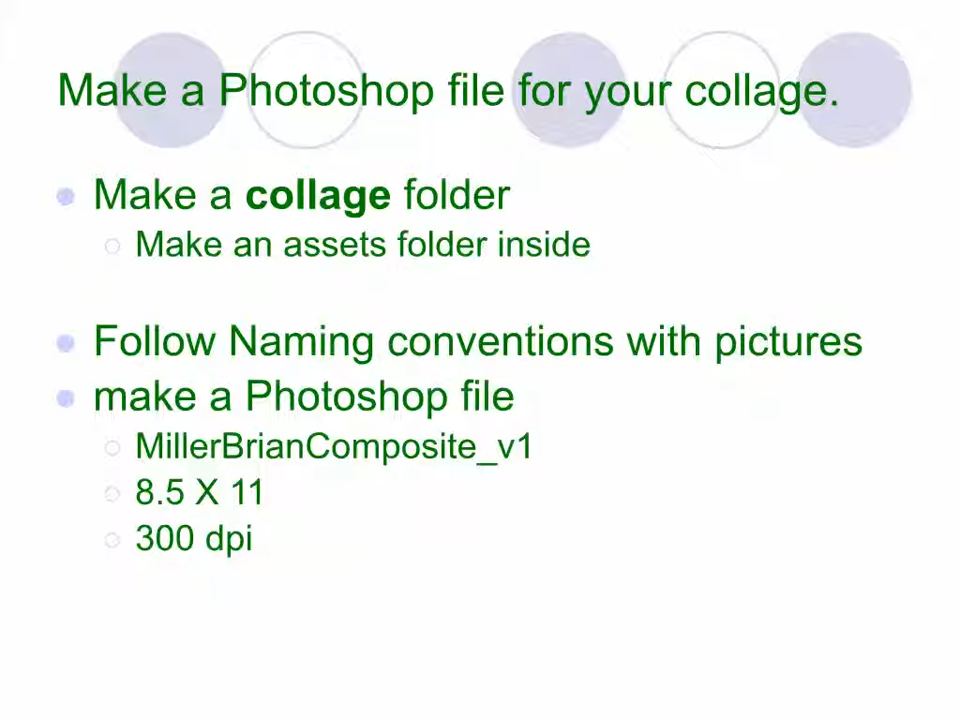 Make a Photoshop file for your collage.
Make a collage folder
Make an assets folder inside
Follow Naming conventions with pictures
make a Photoshop file
MillerBrianComposite_v1
8.5 X 11
300 dpi